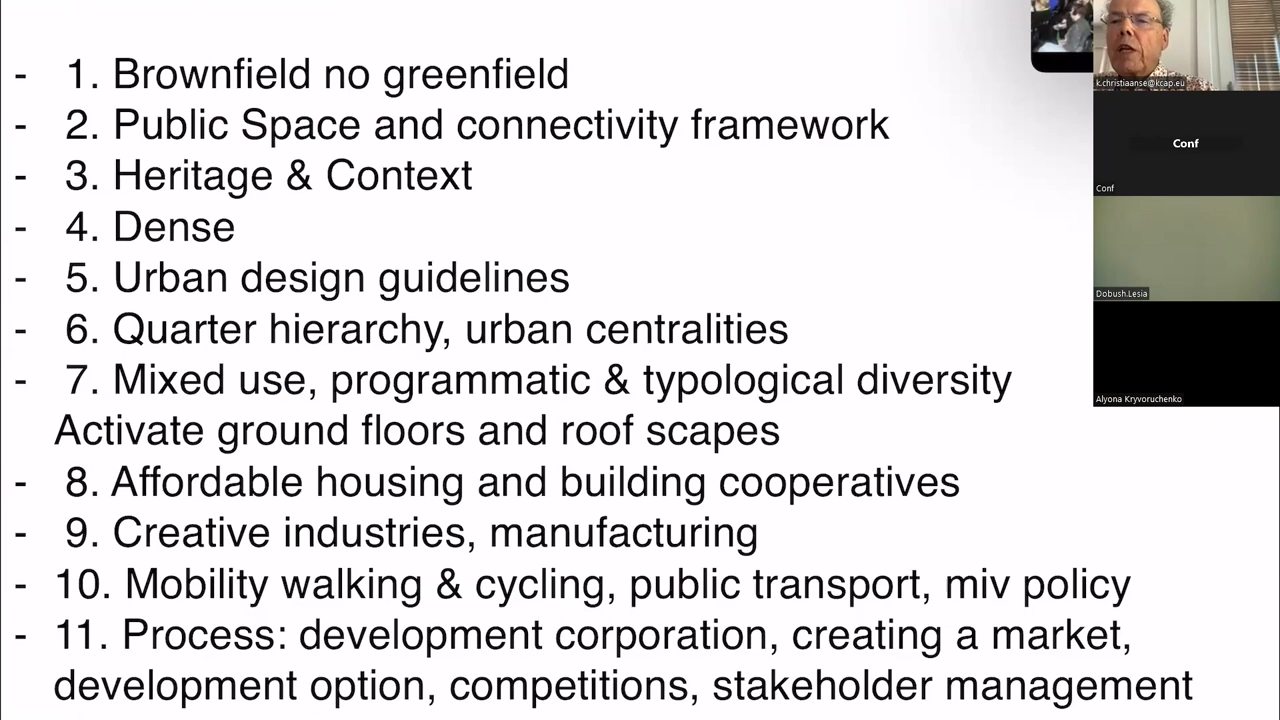 - 1. Brownfield no greenfield
- 2. Public Space and connectivity framework
- 3. Heritage & Context
- 4. Dense
- 5. Urban design guidelines
- 6. Quarter hierarchy, urban centralities
- 7. Mixed use, programmatic & typological diversity
Activate ground floors and roof scapes
- 8. Affordable housing and building cooperatives
- 9. Creative industries, manufacturing
- 10. Mobility walking & cycling, public transport, miv policy
- 11. Process: development corporation, creating a market,
development option, competitions, stakeholder management
k.christiaanse@kcap.eu
Conf
Conf
Dobush.Lesia
Alyona Kryvoruchenko